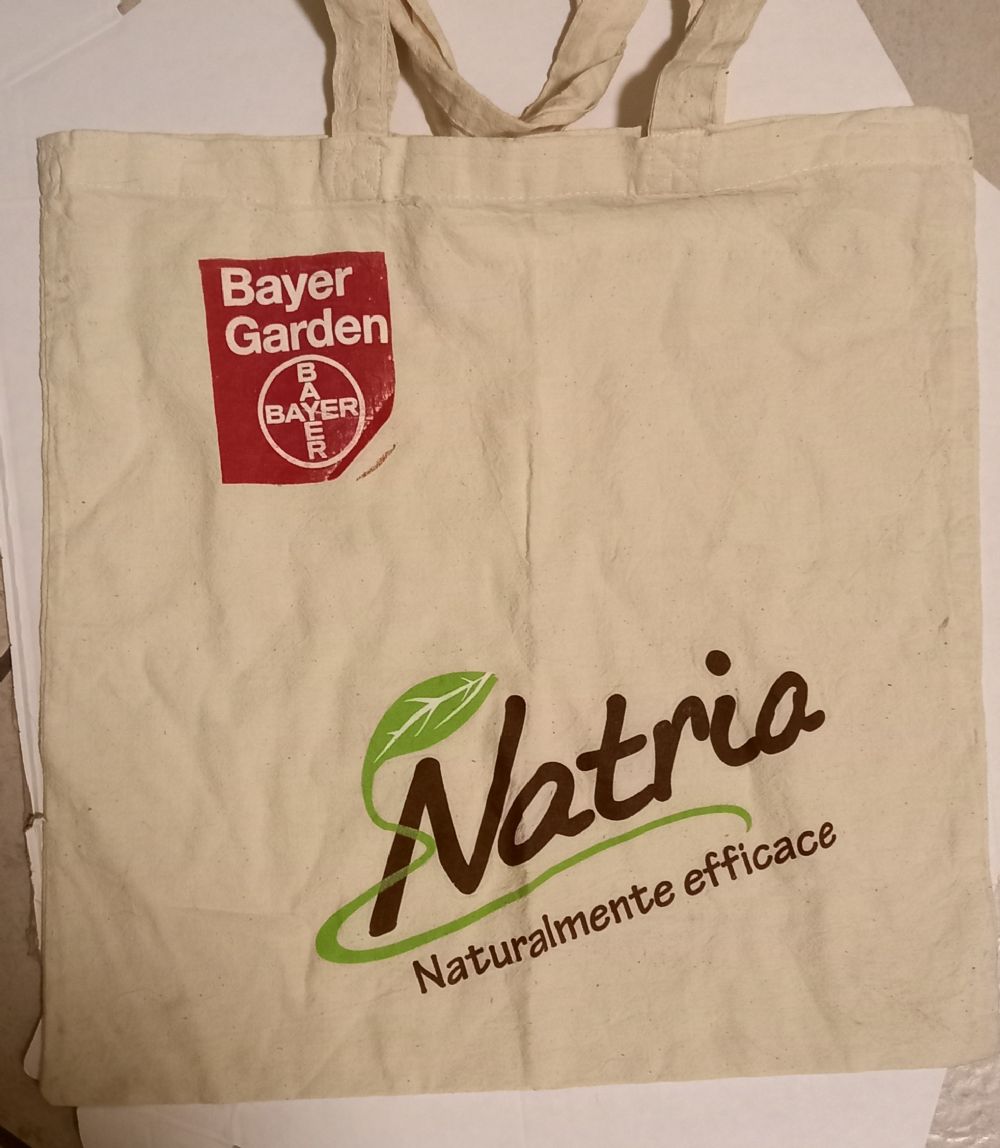 Bayer
Garden
BAYER
BAYER
Natria
Naturalmente efficace